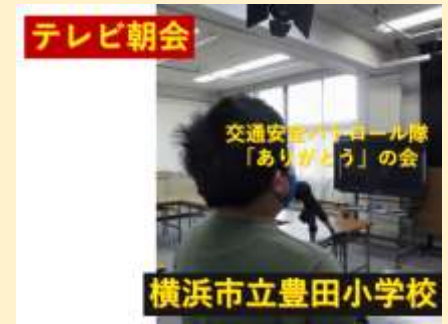 テレビ朝会
交通安全パトロール隊
「ありがとう」の会
横浜市立豊田小学校